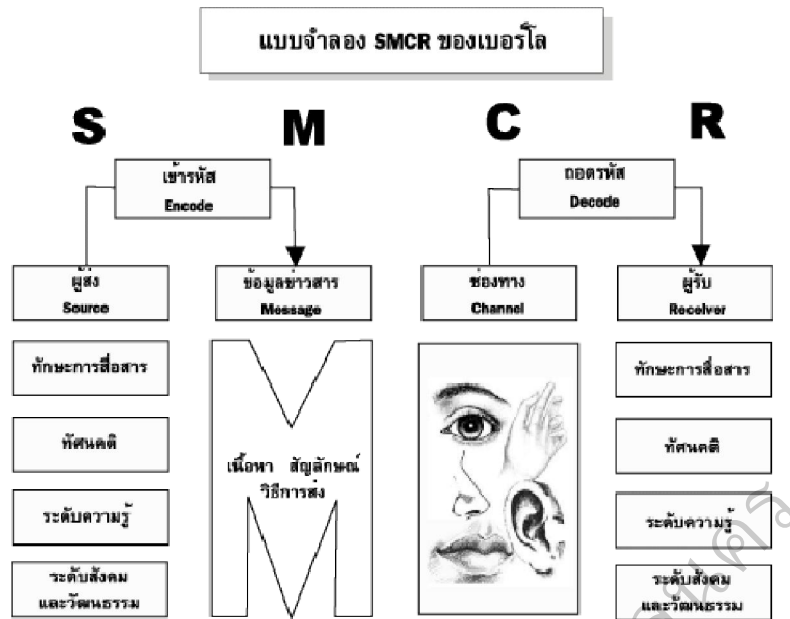 แบบจำลอง SMCR ของเบอร์โล
S M C R
เข้ารหัส
Encode
ถอดรหัส
Decode
ผู้ส่ง
Source
ข้อมูลข่าวสาร
Message
ช่องทาง
Channel
ผู้รับ
Receiver
ทักษะการสื่อสาร
ทัศนคติ
ระดับความรู้
ระดับสังคม
และวัฒนธรรม
เนื้อหา สัญลักษณ์
วิธีการส่ง
ทักษะการสื่อสาร
ทัศนคติ
ระดับความรู้
ระดับสังคม
และวัฒนธรรม